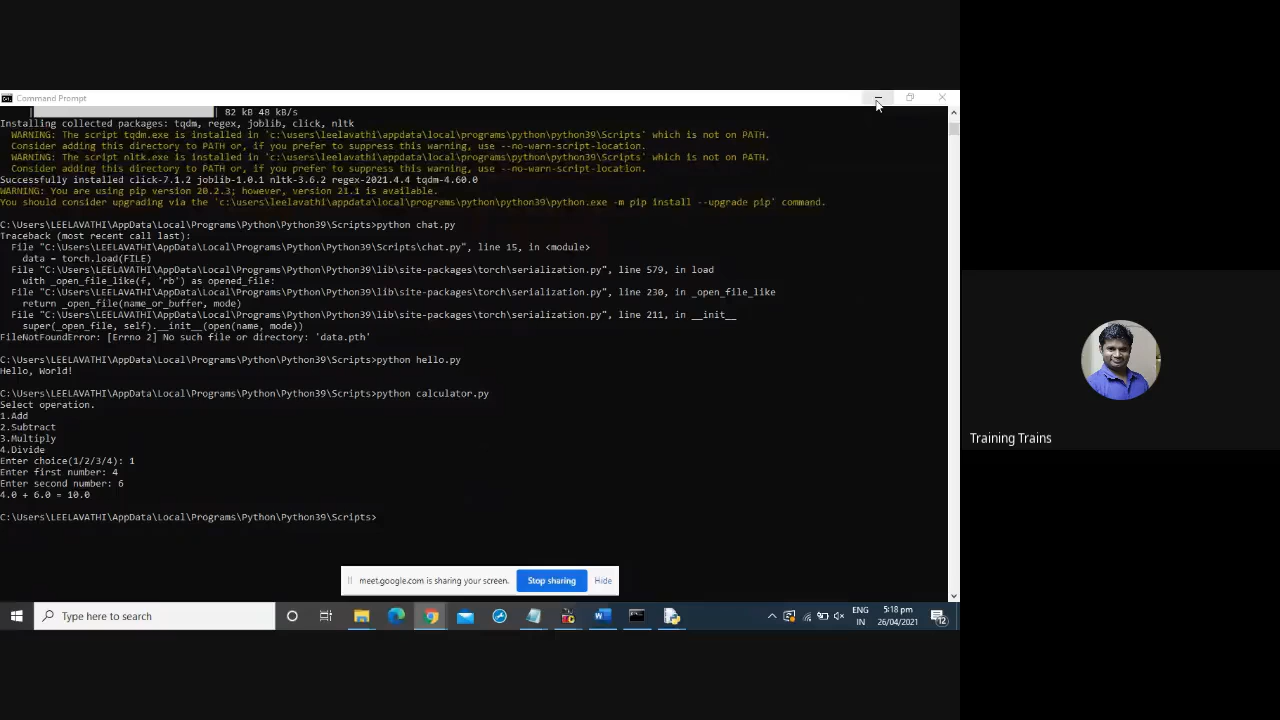 Command Prompt
| | 82 kB 48 kB/s
Installing collected packages: tqdm, regex, joblib, click, nltk
WARNING: The script tqdm.exe is installed in 'c:\users\leelavathi\appdata\local\programs\python\python39\Scripts' which is not on PATH.
Consider adding this directory to PATH or, if you prefer to suppress this warning, use --no-warn-script-location.
WARNING: The script nltk.exe is installed in 'c:\users\leelavathi\appdata\local\programs\python\python39\Scripts' which is not on PATH.
Consider adding this directory to PATH or, if you prefer to suppress this warning, use --no-warn-script-location.
Successfully installed click-7.1.2 joblib-1.0.1 nltk-3.6.2 regex-2021.4.4 tqdm-4.60.0
WARNING: You are using pip version 20.2.3; however, version 21.1 is available.
You should consider upgrading via the 'c:\users\leelavathi\appdata\local\programs\python\python39\python.exe -m pip install --upgrade pip' command.
C:\Users\LEELAVATHI\AppData\Local\Programs\Python\Python39\Scripts>python chat.py
Traceback (most recent call last):
File "C:\Users\LEELAVATHI\AppData\Local\Programs\Python\Python39\Scripts\chat.py", line 15, in <module>
data = torch.load(FILE)
File "C:\Users\LEELAVATHI\AppData\Local\Programs\Python\Python39\lib\site-packages\torch\serialization.py", line 579, in load
with _open_file_like(f, 'rb') as opened_file:
File "C:\Users\LEELAVATHI\AppData\Local\Programs\Python\Python39\lib\site-packages\torch\serialization.py", line 230, in _open_file_like
return _open_file(name_or_buffer, mode)
File "C:\Users\LEELAVATHI\AppData\Local\Programs\Python\Python39\lib\site-packages\torch\serialization.py", line 211, in __init__
super(_open_file, self).__init__(open(name, mode))
FileNotFoundError: [Errno 2] No such file or directory: 'data.pth'
C:\Users\LEELAVATHI\AppData\Local\Programs\Python\Python39\Scripts>python hello.py
Hello, World!
C:\Users\LEELAVATHI\AppData\Local\Programs\Python\Python39\Scripts>python calculator.py
Select operation.
1.Add
2.Subtract
3.Multiply
4.Divide
Enter choice(1/2/3/4): 1
Enter first number: 4
Enter second number: 6
4.0 + 6.0 = 10.0
C:\Users\LEELAVATHI\AppData\Local\Programs\Python\Python39\Scripts>
Training Trains
meet.google.com is sharing your screen. Stop sharing Hide
Type here to search
ENG 5:18 pm
IN 26/04/2021 12